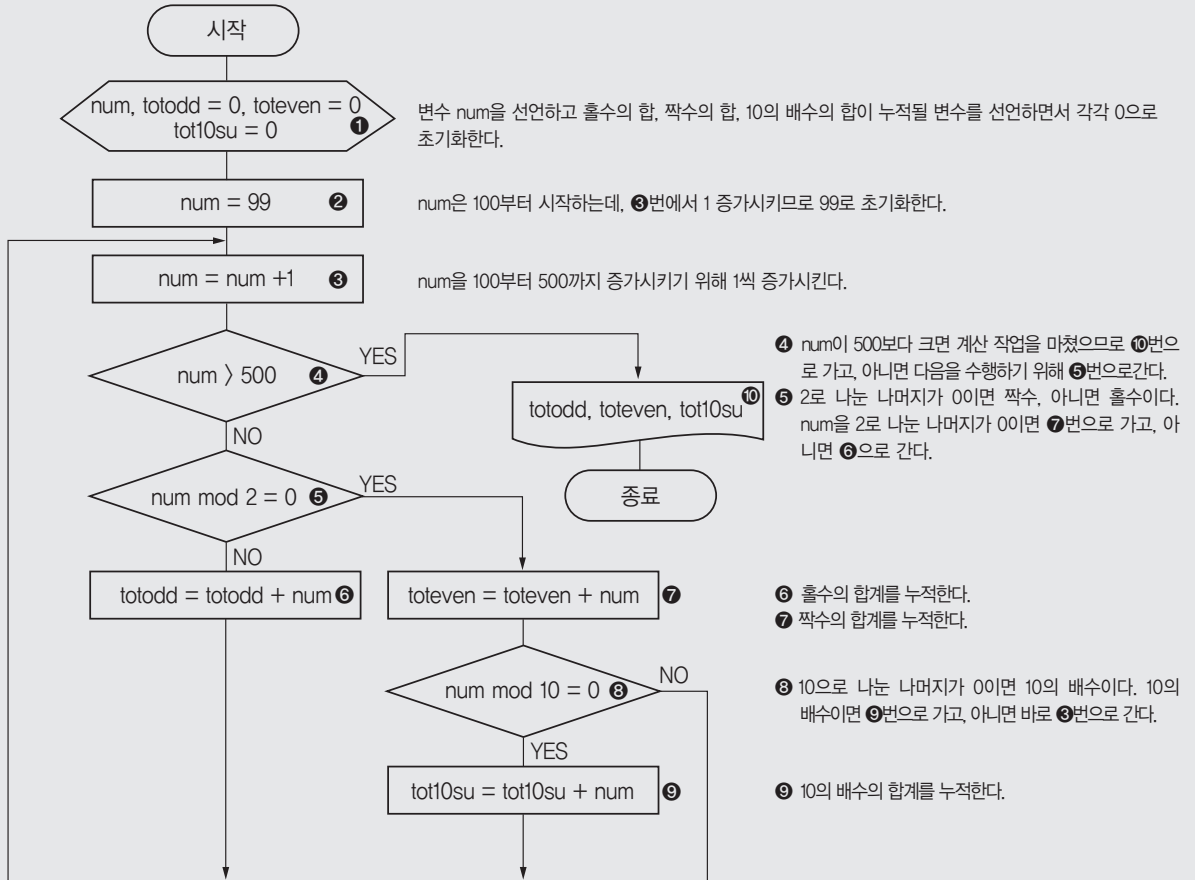 시작
num, totodd = 0, toteven = 0
tot10su = 0 ❶
변수 num을 선언하고 홀수의 합, 짝수의 합, 10의 배수의 합이 누적될 변수를 선언하면서 각각 0으로
초기화한다.
num = 99 ❷
num은 100부터 시작하는데, ❸번에서 1 증가시키므로 99로 초기화한다.
num = num +1 ❸
num을 100부터 500까지 증가시키기 위해 1씩 증가시킨다.
num 〉 500 ❹
YES
NO
totodd, toteven, tot10su ❿
종료
❹ num이 500보다 크면 계산 작업을 마쳤으므로 ❿번으
로 가고, 아니면 다음을 수행하기 위해 ❺번으로간다.
❺ 2로 나눈 나머지가 0이면 짝수, 아니면 홀수이다.
num을 2로 나눈 나머지가 0이면 ❼번으로 가고, 아
니면 ❻으로 간다.
num mod 2 = 0 ❺
YES
NO
totodd = totodd + num ❻
toteven = toteven + num ❼
❻ 홀수의 합계를 누적한다.
❼ 짝수의 합계를 누적한다.
num mod 10 = 0 ❽
NO
YES
❽ 10으로 나눈 나머지가 0이면 10의 배수이다. 10의
배수이면 ❾번으로 가고, 아니면 바로 ❸번으로 간다.
tot10su = tot10su + num ❾
❾ 10의 배수의 합계를 누적한다.